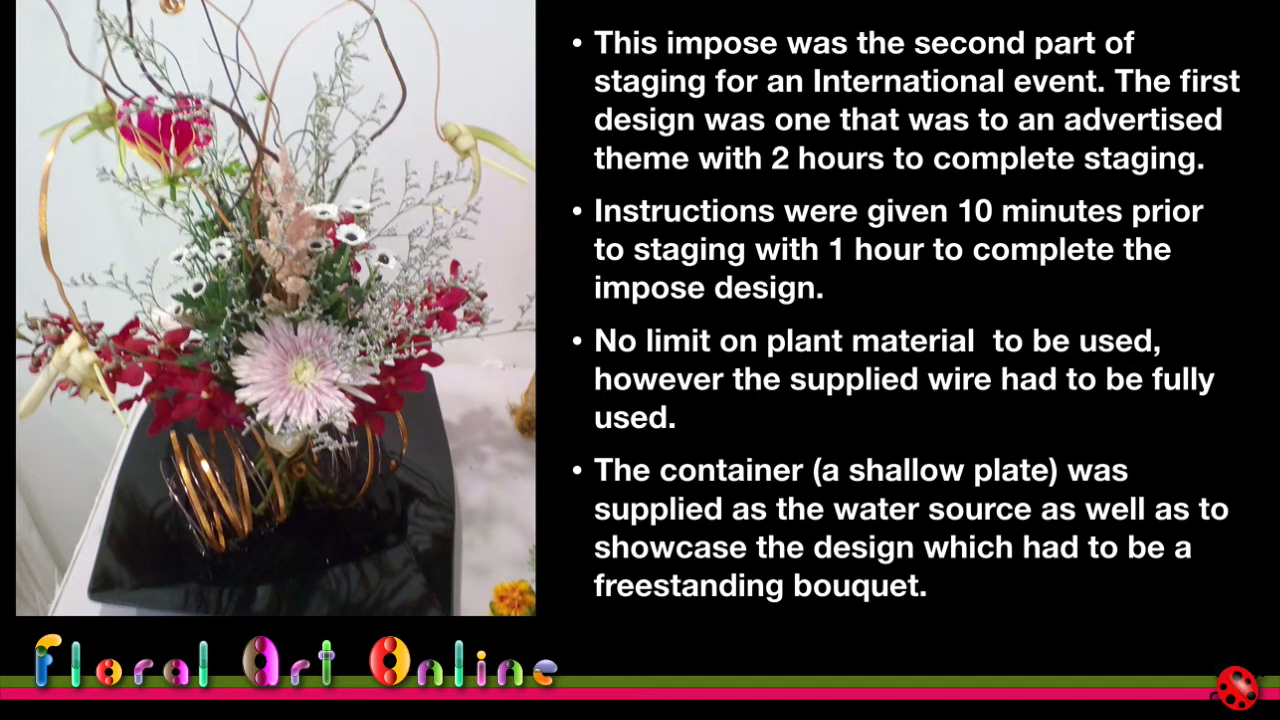 • This impose was the second part of
staging for an International event. The first
design was one that was to an advertised
theme with 2 hours to complete staging.
• Instructions were given 10 minutes prior
to staging with 1 hour to complete the
impose design.
• No limit on plant material  to be used,
however the supplied wire had to be fully
used.
• The container (a shallow plate) was
supplied as the water source as well as to
showcase the design which had to be a
freestanding bouquet.
Floral Art Online